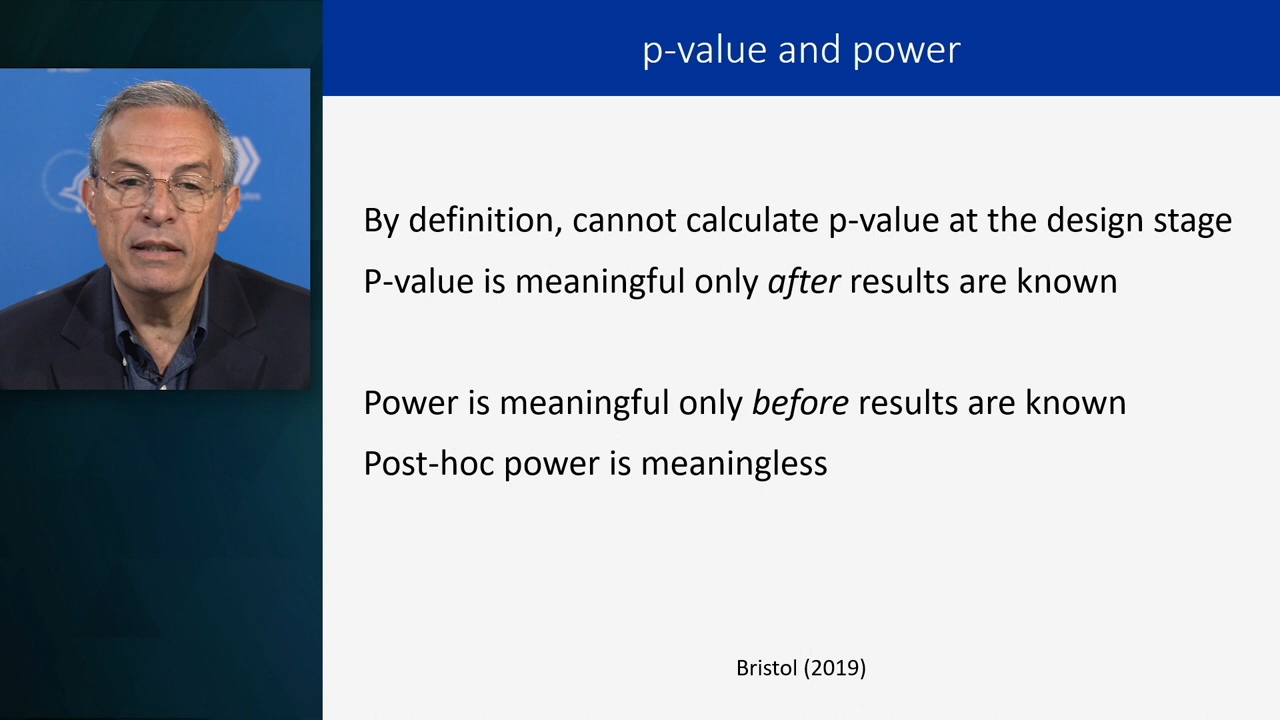 p-value and power
By definition, cannot calculate p-value at the design stage
P-value is meaningful only after results are known
Power is meaningful only before results are known
Post-hoc power is meaningless
Bristol (2019)